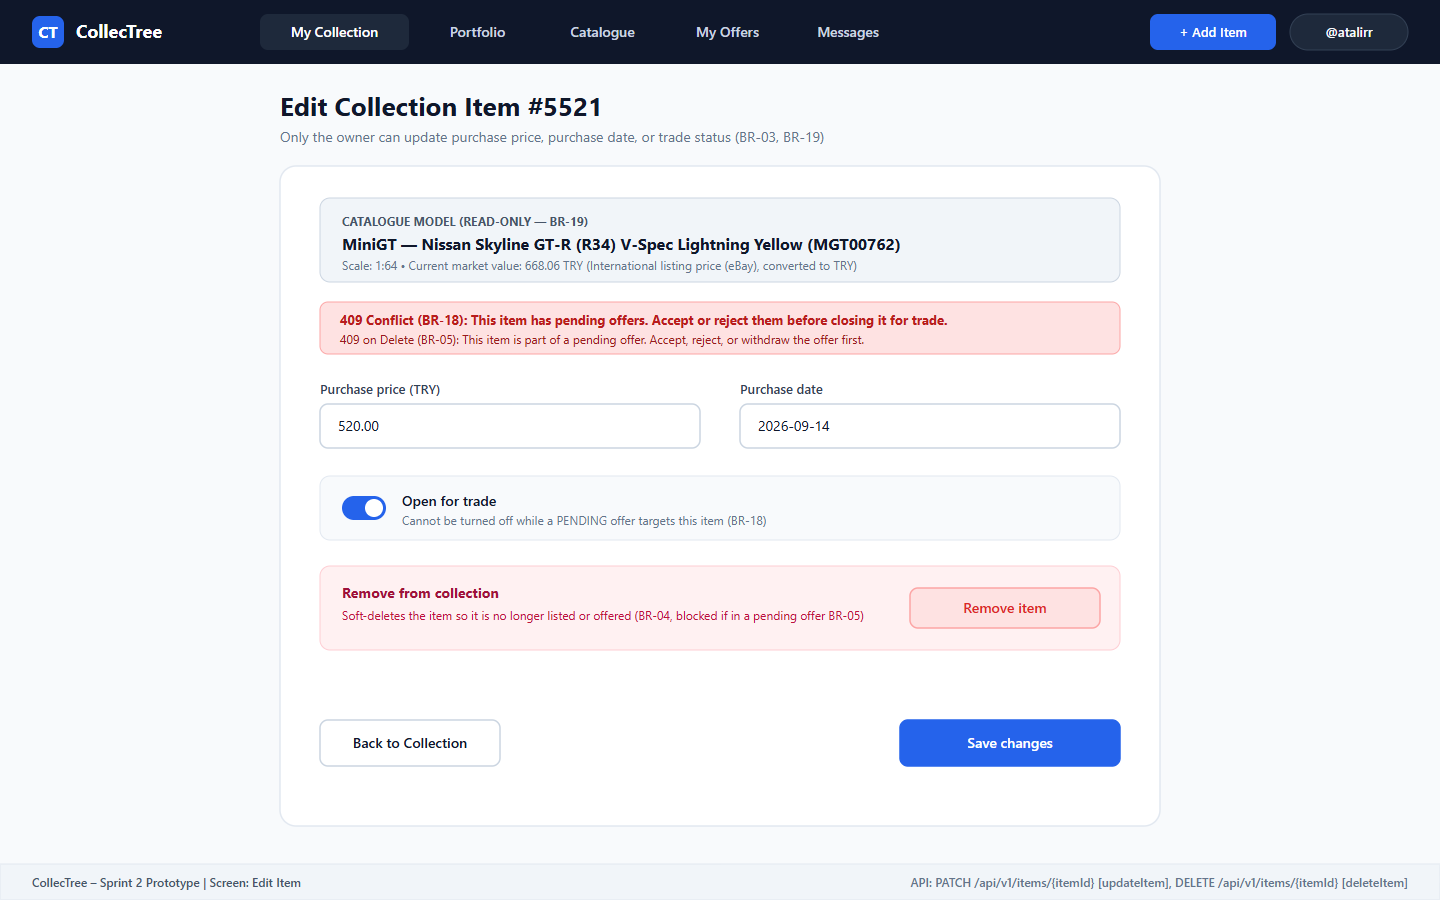 CT CollecTree My Collection Portfolio Catalogue My Offers Messages + Add Item @atalirr
Edit Collection Item #5521
Only the owner can update purchase price, purchase date, or trade status (BR-03, BR-19)
CATALOGUE MODEL (READ-ONLY — BR-19)
MiniGT — Nissan Skyline GT-R (R34) V-Spec Lightning Yellow (MGT00762)
Scale: 1:64 • Current market value: 668.06 TRY (International listing price (eBay), converted to TRY)
409 Conflict (BR-18): This item has pending offers. Accept or reject them before closing it for trade.
409 on Delete (BR-05): This item is part of a pending offer. Accept, reject, or withdraw the offer first.
Purchase price (TRY) Purchase date
520.00 2026-09-14
Open for trade
Cannot be turned off while a PENDING offer targets this item (BR-18)
Remove from collection
Soft-deletes the item so it is no longer listed or offered (BR-04, blocked if in a pending offer BR-05)
Remove item
Back to Collection Save changes
CollecTree – Sprint 2 Prototype | Screen: Edit Item API: PATCH /api/v1/items/{itemId} [updateItem], DELETE /api/v1/items/{itemId} [deleteItem]